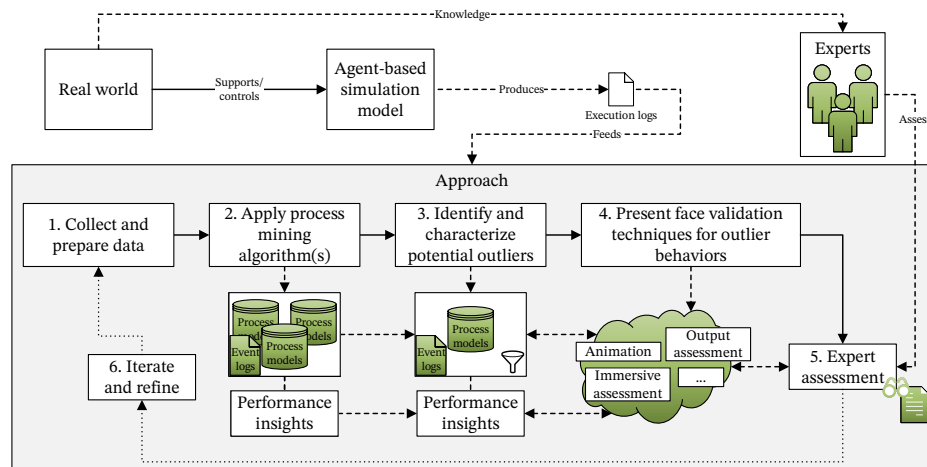 Knowledge
Real world
Supports/
controls
Agent-based
simulation
model
Produces
Execution logs
Feeds
Experts
Asses
Approach
1. Collect and
prepare data
2. Apply process
mining
algorithm(s)
3. Identify and
characterize
potential outliers
4. Present face validation
techniques for outlier
behaviors
Process
models
Process
models
Process
models
Event
logs
Process
models
Event
logs
Animation
Output
assessment
Immersive
assessment
...
5. Expert
assessment
6. Iterate
and refine
Performance
insights
Performance
insights